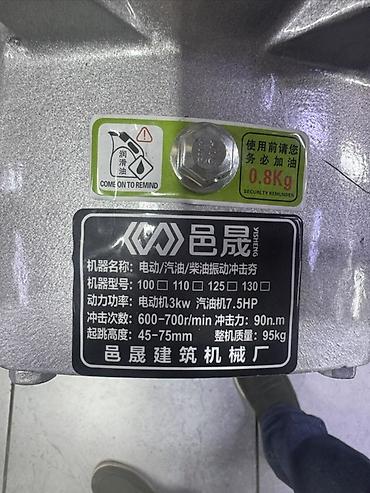 润滑油
COME ON TO REMIND
使用前请您
务必加油
0.8Kg
SECURLTY REMINDER
邑晟
YISHENG
机器名称：电动/汽油/柴油振动冲击夯
机器型号：100□ 110□ 125□ 130□
动力功率：电动机3kw 汽油机7.5HP
冲击次数：600-700r/min 冲击力：90n.m
起跳高度：45-75mm 整机质量：95kg
邑晟建筑机械厂